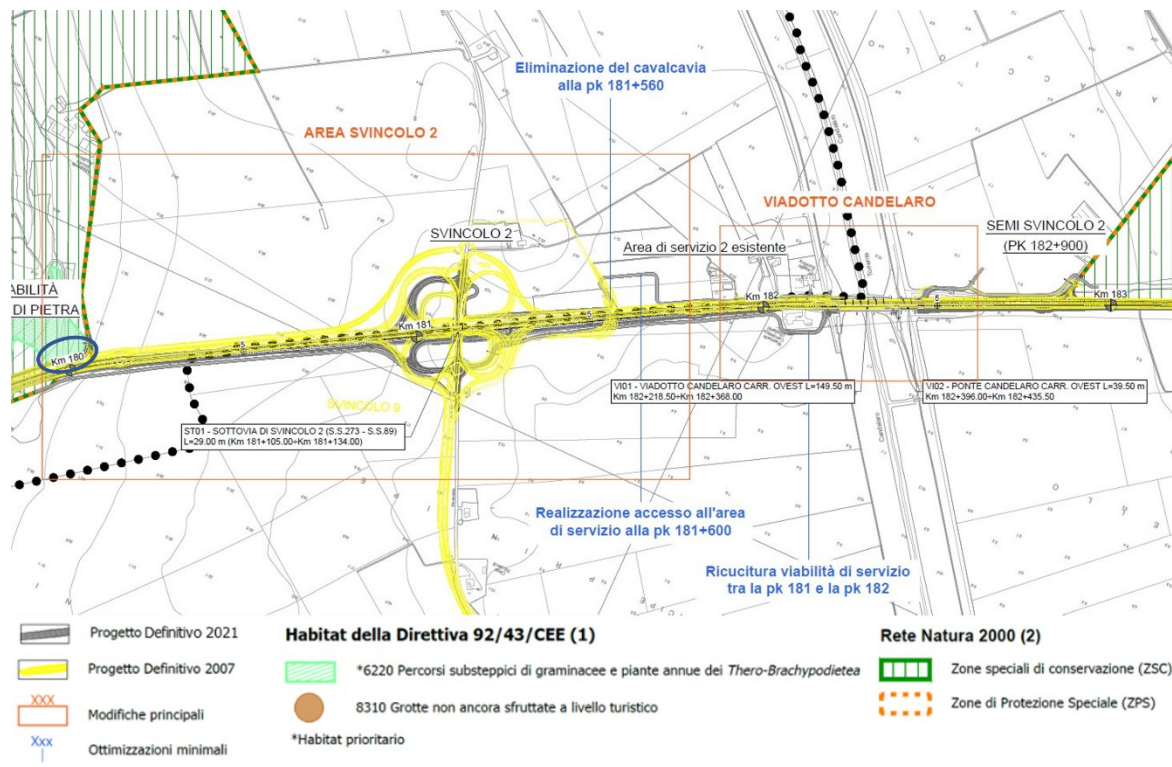 Eliminazione del cavalcavia
alla pk 181+560
AREA SVINCOLO 2
VIADOTTO CANDELARO
SVINCOLO 2
Area di servizio 2 esistente
SEMI SVINCOLO 2
(PK 182+900)
ABILITÀ
DI PIETRA
Km 180
Km 181
Km 182
Km 183
5
5
SVINCOLO 9
ST01 - SOTTOVIA DI SVINCOLO 2 (S.S.273 - S.S.89)
L=29.00 m (Km 181+105.00÷Km 181+134.00)
VI01 - VIADOTTO CANDELARO CARR. OVEST L=149.50 m
Km 182+218.50÷Km 182+368.00
VI02 - PONTE CANDELARO CARR. OVEST L=39.50 m
Km 182+396.00÷Km 182+435.50
Realizzazione accesso all'area
di servizio alla pk 181+600
Ricucitura viabilità di servizio
tra la pk 181 e la pk 182
Candelaro
Torrente
Progetto Definitivo 2021
Progetto Definitivo 2007
XXX
Modifiche principali
Xxx
Ottimizzazioni minimali
Habitat della Direttiva 92/43/CEE (1)
*6220 Percorsi substeppici di graminacee e piante annue dei Thero-Brachypodietea
8310 Grotte non ancora sfruttate a livello turistico
*Habitat prioritario
Rete Natura 2000 (2)
Zone speciali di conservazione (ZSC)
Zone di Protezione Speciale (ZPS)